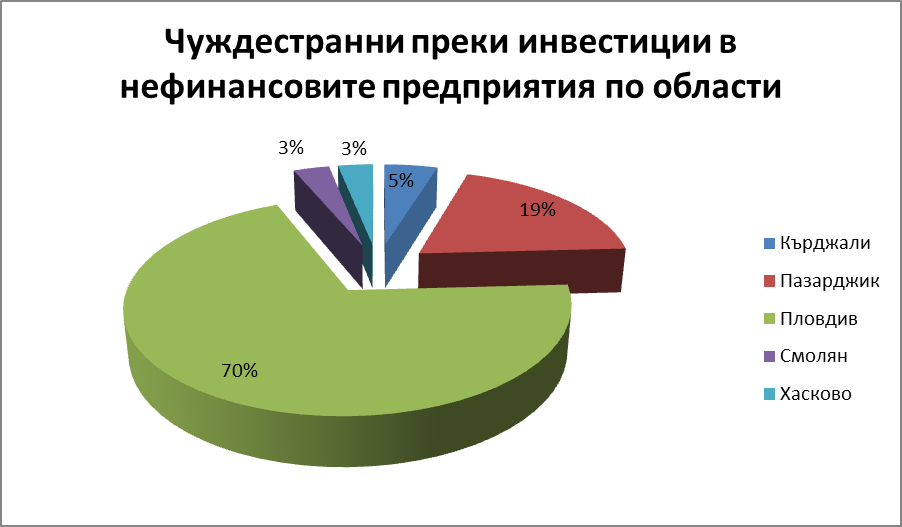 Чуждестранни преки инвестиции в
нефинансовите предприятия по области
3%
3%
5%
19%
70%
Кърджали
Пазарджик
Пловдив
Смолян
Хасково